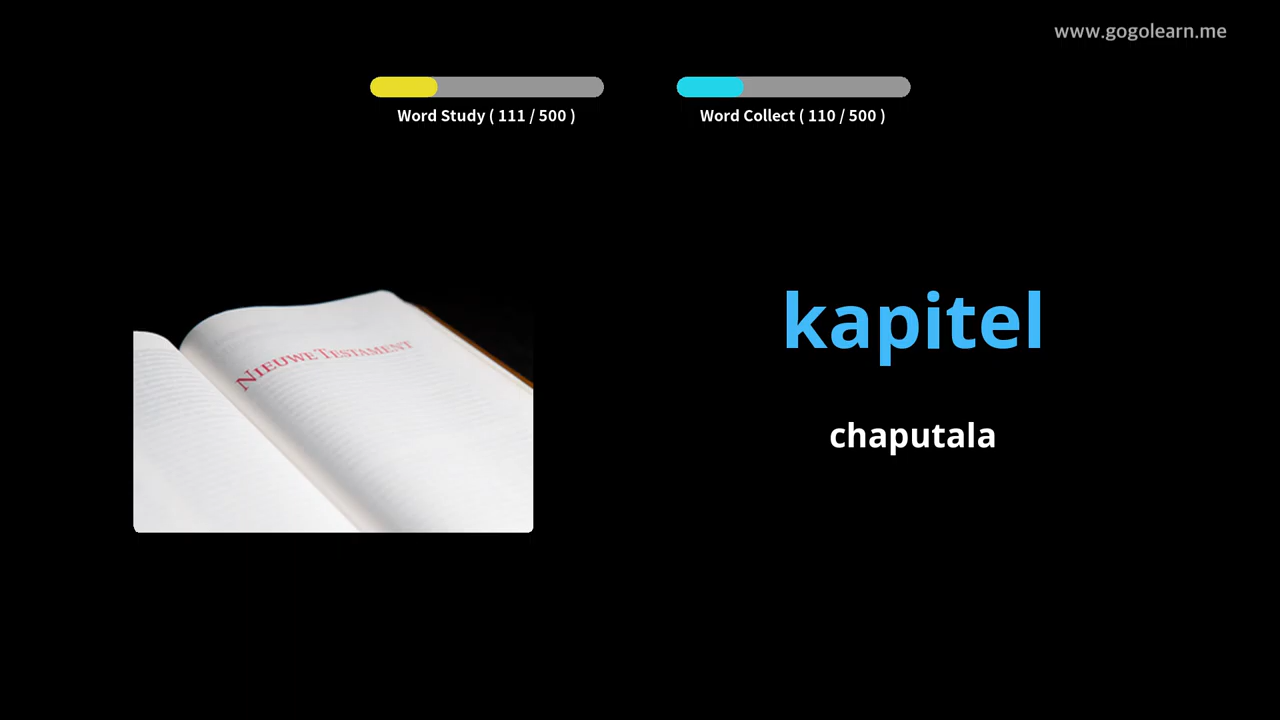 www.gogolearn.me
Word Study ( 111 / 500 )
Word Collect ( 110 / 500 )
NIEUWE TESTAMENT
kapitel
chaputala